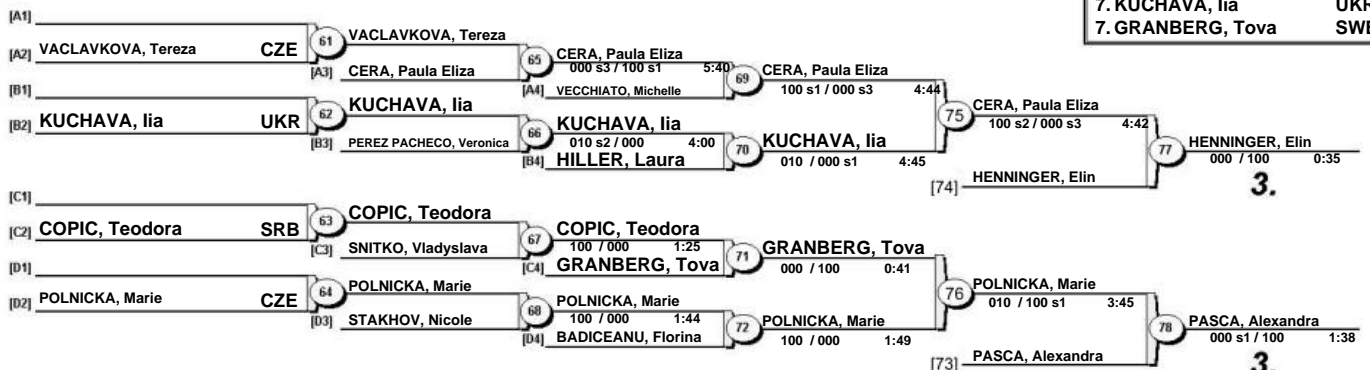 7. KUCHAVA, Iia UKR
7. GRANBERG, Tova SWE
[A1]
[A2] VACLAVKOVA, Tereza CZE
61 VACLAVKOVA, Tereza
[A3] CERA, Paula Eliza
65 CERA, Paula Eliza
000 s3 / 100 s1 5:40
[A4] VECCHIATO, Michelle
69 CERA, Paula Eliza
100 s1 / 000 s3 4:44
[B1]
[B2] KUCHAVA, Iia UKR
62 KUCHAVA, Iia
[B3] PEREZ PACHECO, Veronica
66 KUCHAVA, Iia
010 s2 / 000 4:00
[B4] HILLER, Laura
70 KUCHAVA, Iia
010 / 000 s1 4:45
75 CERA, Paula Eliza
100 s2 / 000 s3 4:42
[74] HENNINGER, Elin
77 HENNINGER, Elin
000 / 100 0:35
3.
[C1]
[C2] COPIC, Teodora SRB
63 COPIC, Teodora
[C3] SNITKO, Vladyslava
67 COPIC, Teodora
100 / 000 1:25
[C4] GRANBERG, Tova
71 GRANBERG, Tova
000 / 100 0:41
[D1]
[D2] POLNICKA, Marie CZE
64 POLNICKA, Marie
[D3] STAKHOV, Nicole
68 POLNICKA, Marie
100 / 000 1:44
[D4] BADICEANU, Florina
72 POLNICKA, Marie
100 / 000 1:49
76 POLNICKA, Marie
010 / 100 s1 3:45
[73] PASCA, Alexandra
78 PASCA, Alexandra
000 s1 / 100 1:38
3.